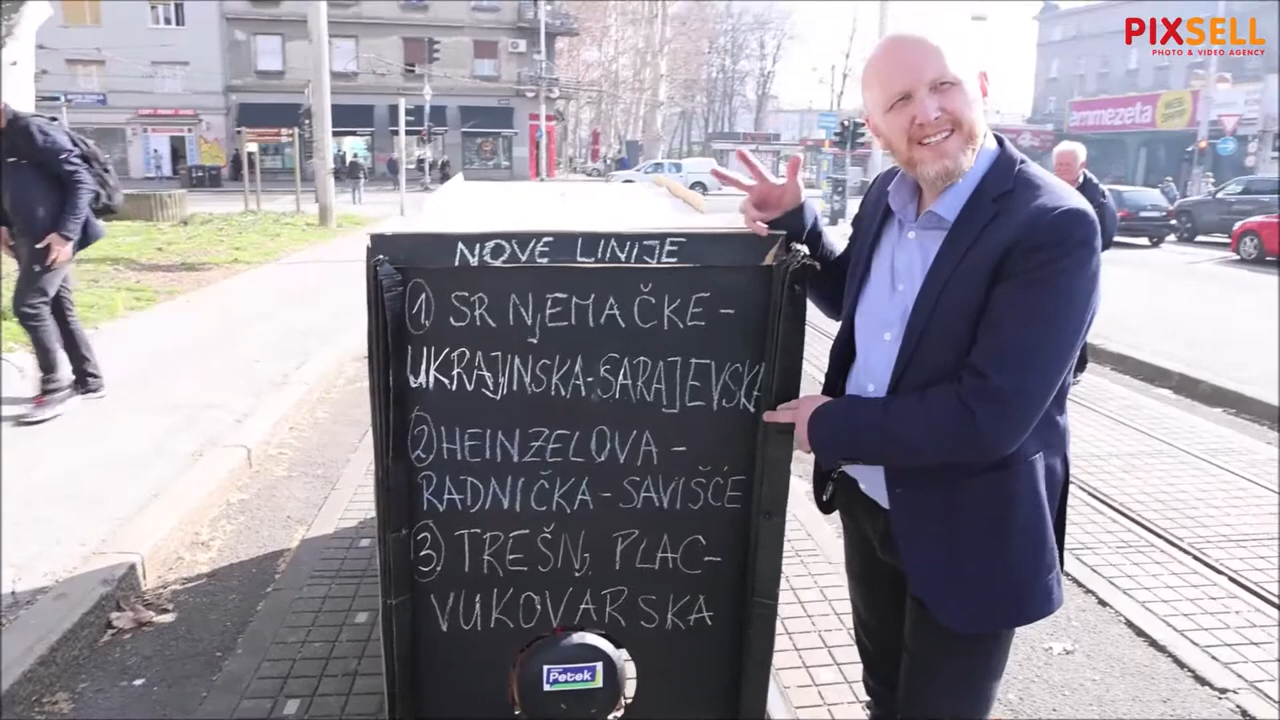 PIXSELL
PHOTO & VIDEO AGENCY
emmezeta
NOVE LINIJE
① SR NJEMAČKE -
UKRAJINSKA-SARAJEVSKA
② HEINZELOVA -
RADNIČKA - SAVIŠĆE
③ TREŠNJ. PLAC-
VUKOVARSKA
Petek